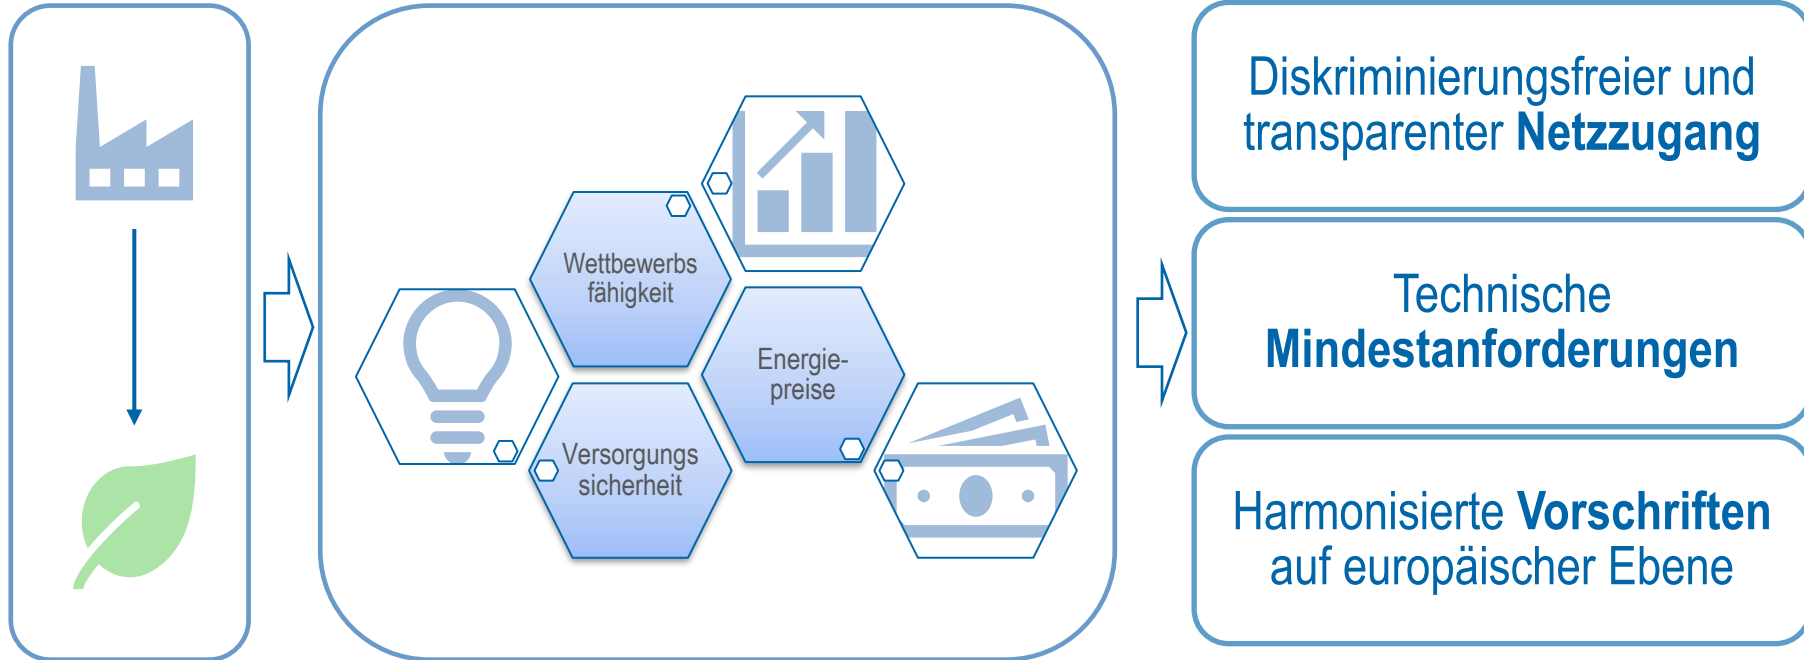 Wettbewerbs
fähigkeit
Energie-
preise
Versorgungs
sicherheit
Diskriminierungsfreier und
transparenter Netzzugang
Technische
Mindestanforderungen
Harmonisierte Vorschriften
auf europäischer Ebene